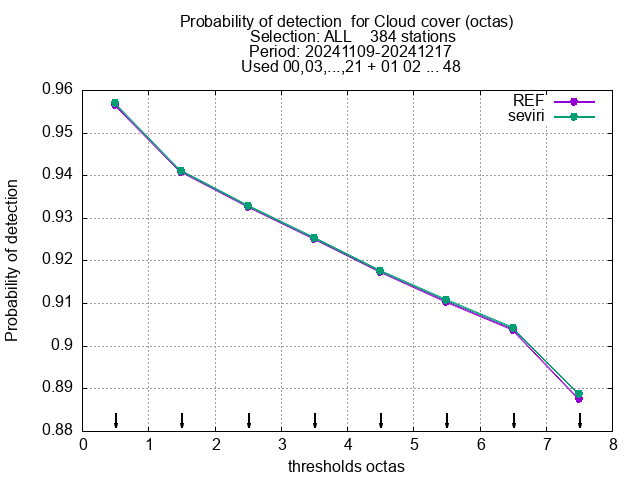 Probability of detection  for Cloud cover (octas)
Selection: ALL    384 stations
Period: 20241109-20241217
Used 00,03,...,21 + 01 02 ... 48
REF
seviri
0.96
0.95
0.94
0.93
0.92
0.91
0.9
0.89
0.88
Probability of detection
0 1 2 3 4 5 6 7 8
thresholds octas